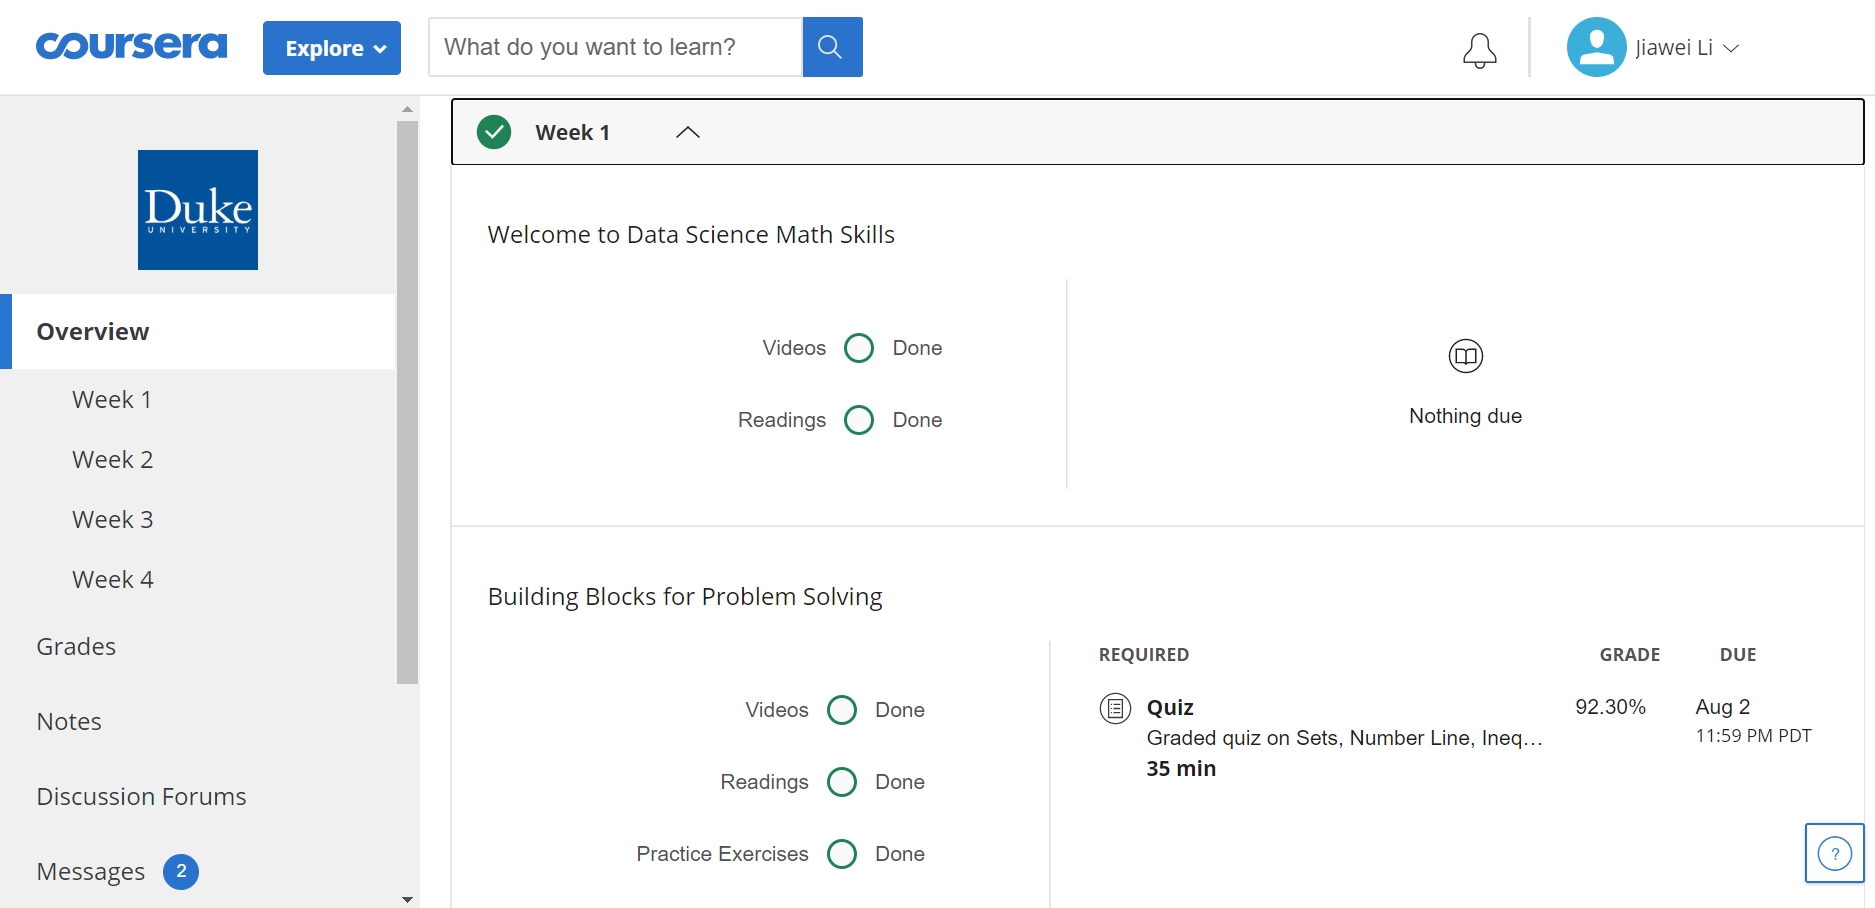 coursera
Explore
What do you want to learn?
Jiawei Li
Duke
UNIVERSITY
Overview
Week 1
Week 2
Week 3
Week 4
Grades
Notes
Discussion Forums
Messages 2
Week 1
Welcome to Data Science Math Skills
Videos Done
Readings Done
Nothing due
Building Blocks for Problem Solving
Videos Done
Readings Done
Practice Exercises Done
REQUIRED GRADE DUE
Quiz 92.30% Aug 2
Graded quiz on Sets, Number Line, Ineq... 11:59 PM PDT
35 min
?